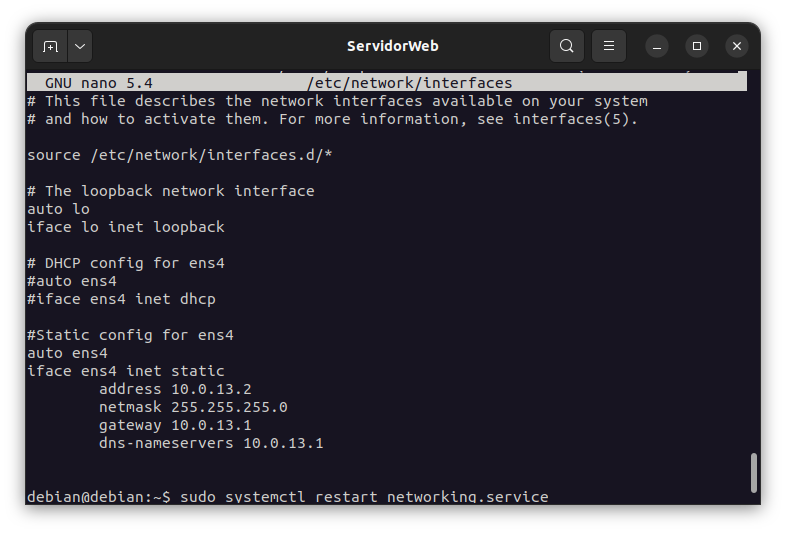 ServidorWeb
GNU nano 5.4 /etc/network/interfaces
# This file describes the network interfaces available on your system
# and how to activate them. For more information, see interfaces(5).
source /etc/network/interfaces.d/*
# The loopback network interface
auto lo
iface lo inet loopback
# DHCP config for ens4
#auto ens4
#iface ens4 inet dhcp
#Static config for ens4
auto ens4
iface ens4 inet static
address 10.0.13.2
netmask 255.255.255.0
gateway 10.0.13.1
dns-nameservers 10.0.13.1
debian@debian:~$ sudo systemctl restart networking.service